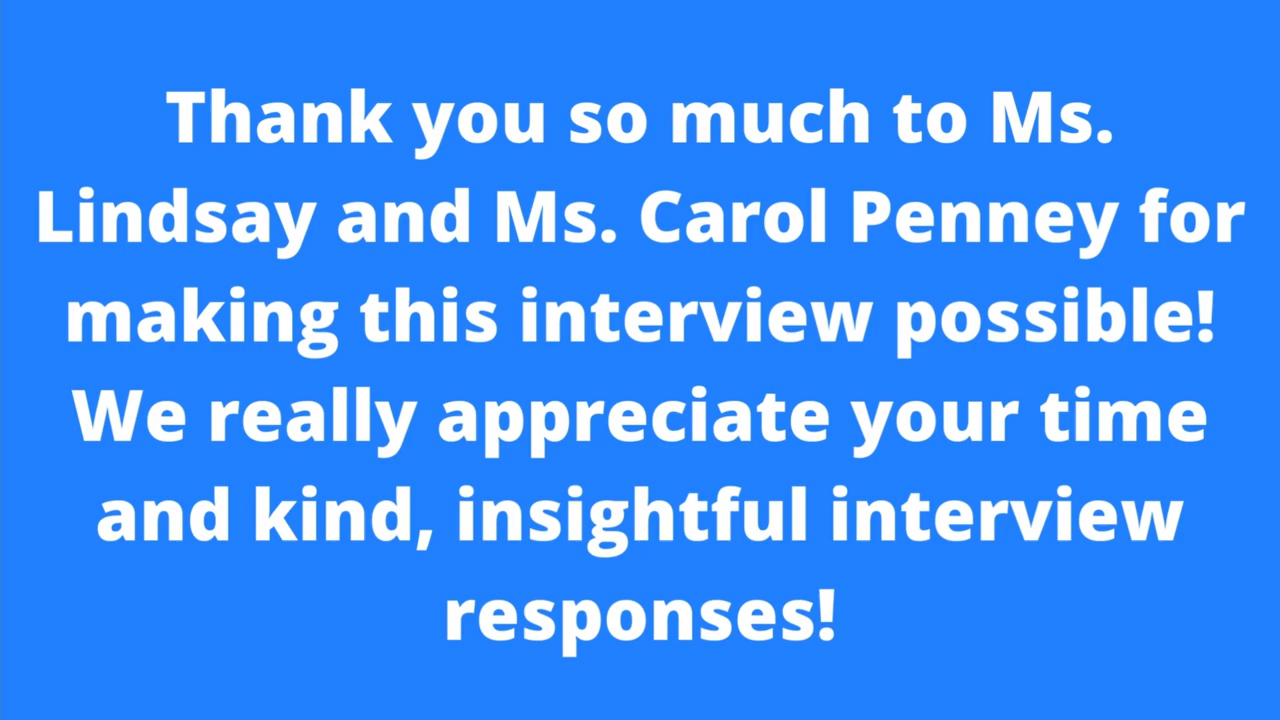 Thank you so much to Ms.
Lindsay and Ms. Carol Penney for
making this interview possible!
We really appreciate your time
and kind, insightful interview
responses!